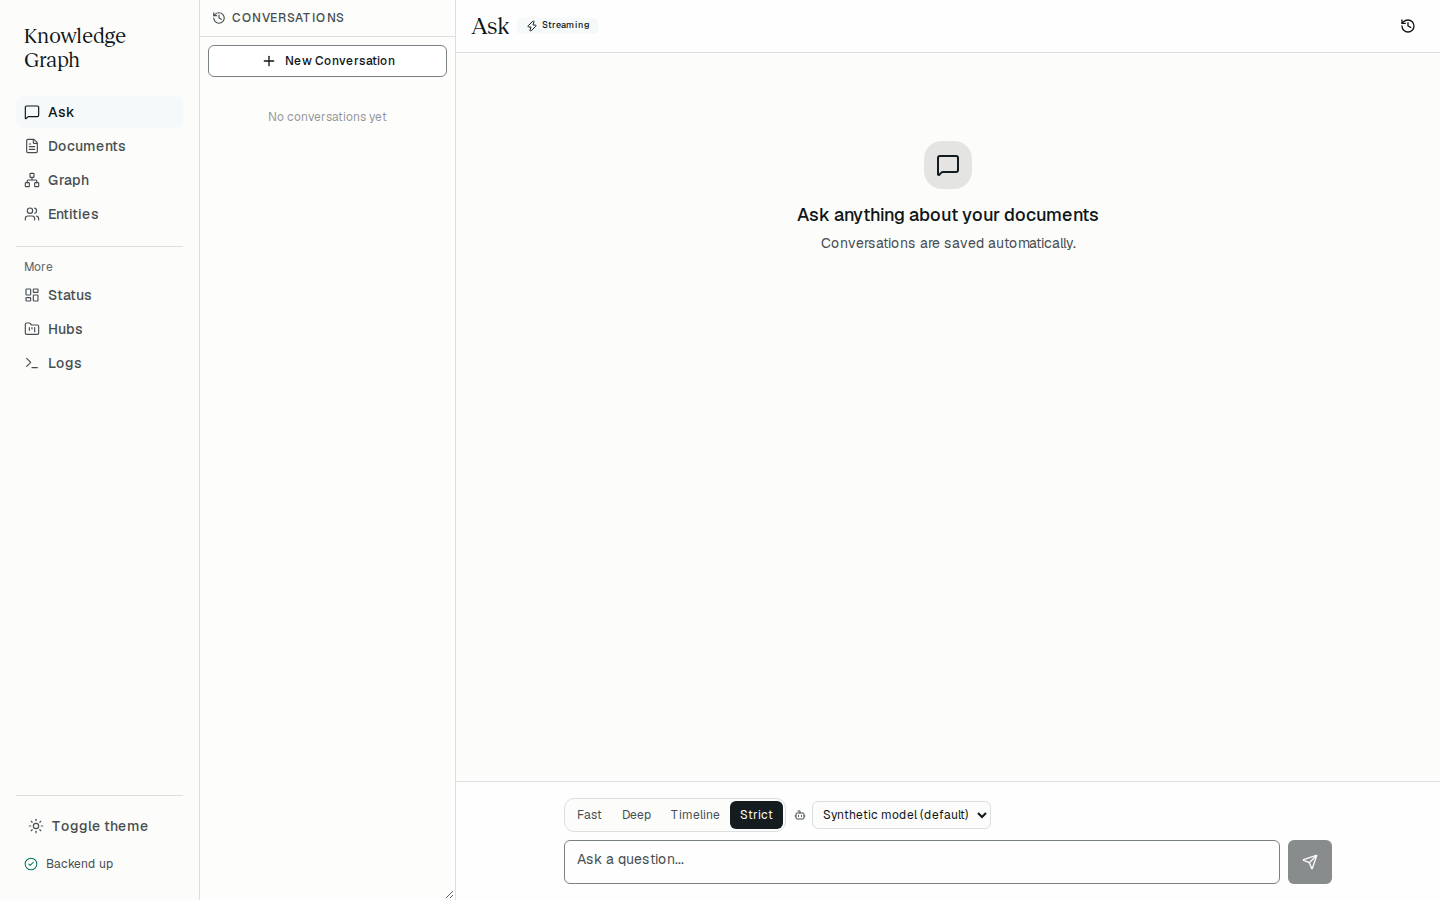 Knowledge
Graph
Ask
Documents
Graph
Entities
More
Status
Hubs
Logs
Toggle theme
Backend up
CONVERSATIONS
New Conversation
No conversations yet
Ask
Streaming
Ask anything about your documents
Conversations are saved automatically.
Fast Deep Timeline Strict Synthetic model (default)
Ask a question...